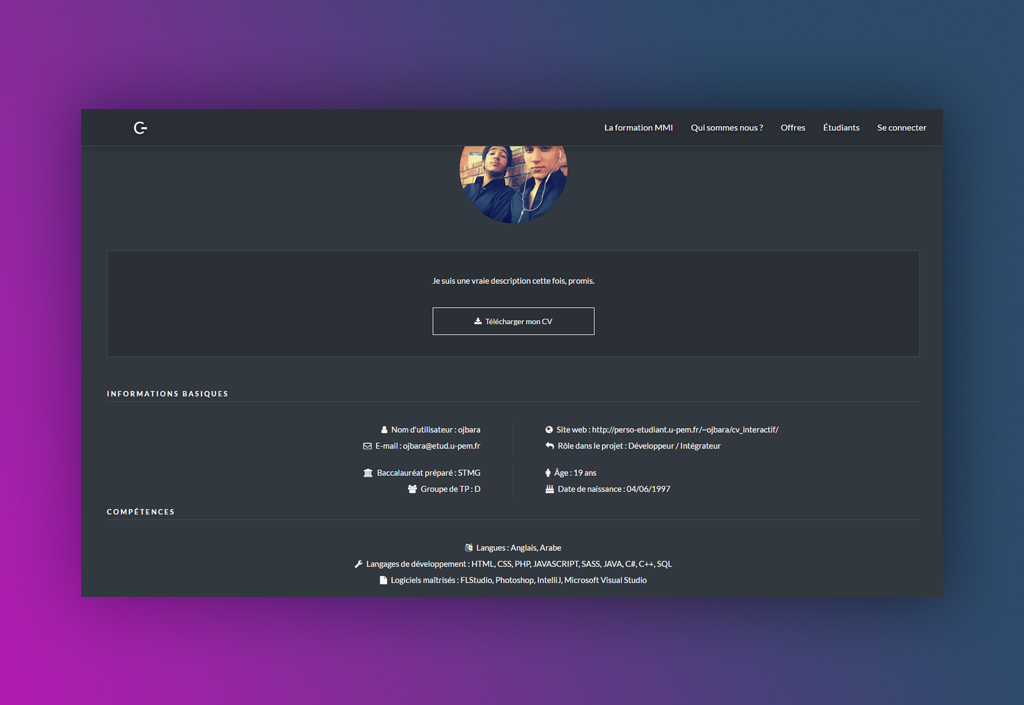 La formation MMI Qui sommes nous ? Offres Étudiants Se connecter
Je suis une vraie description cette fois, promis.
Télécharger mon CV
INFORMATIONS BASIQUES
Nom d'utilisateur : ojbara
E-mail : ojbara@etud.u-pem.fr
Site web : http://perso-etudiant.u-pem.fr/~ojbara/cv_interactif/
Rôle dans le projet : Développeur / Intégrateur
Baccalauréat préparé : STMG
Groupe de TP : D
Âge : 19 ans
Date de naissance : 04/06/1997
COMPÉTENCES
Langues : Anglais, Arabe
Langages de développement : HTML, CSS, PHP, JAVASCRIPT, SASS, JAVA, C#, C++, SQL
Logiciels maîtrisés : FLStudio, Photoshop, IntelliJ, Microsoft Visual Studio